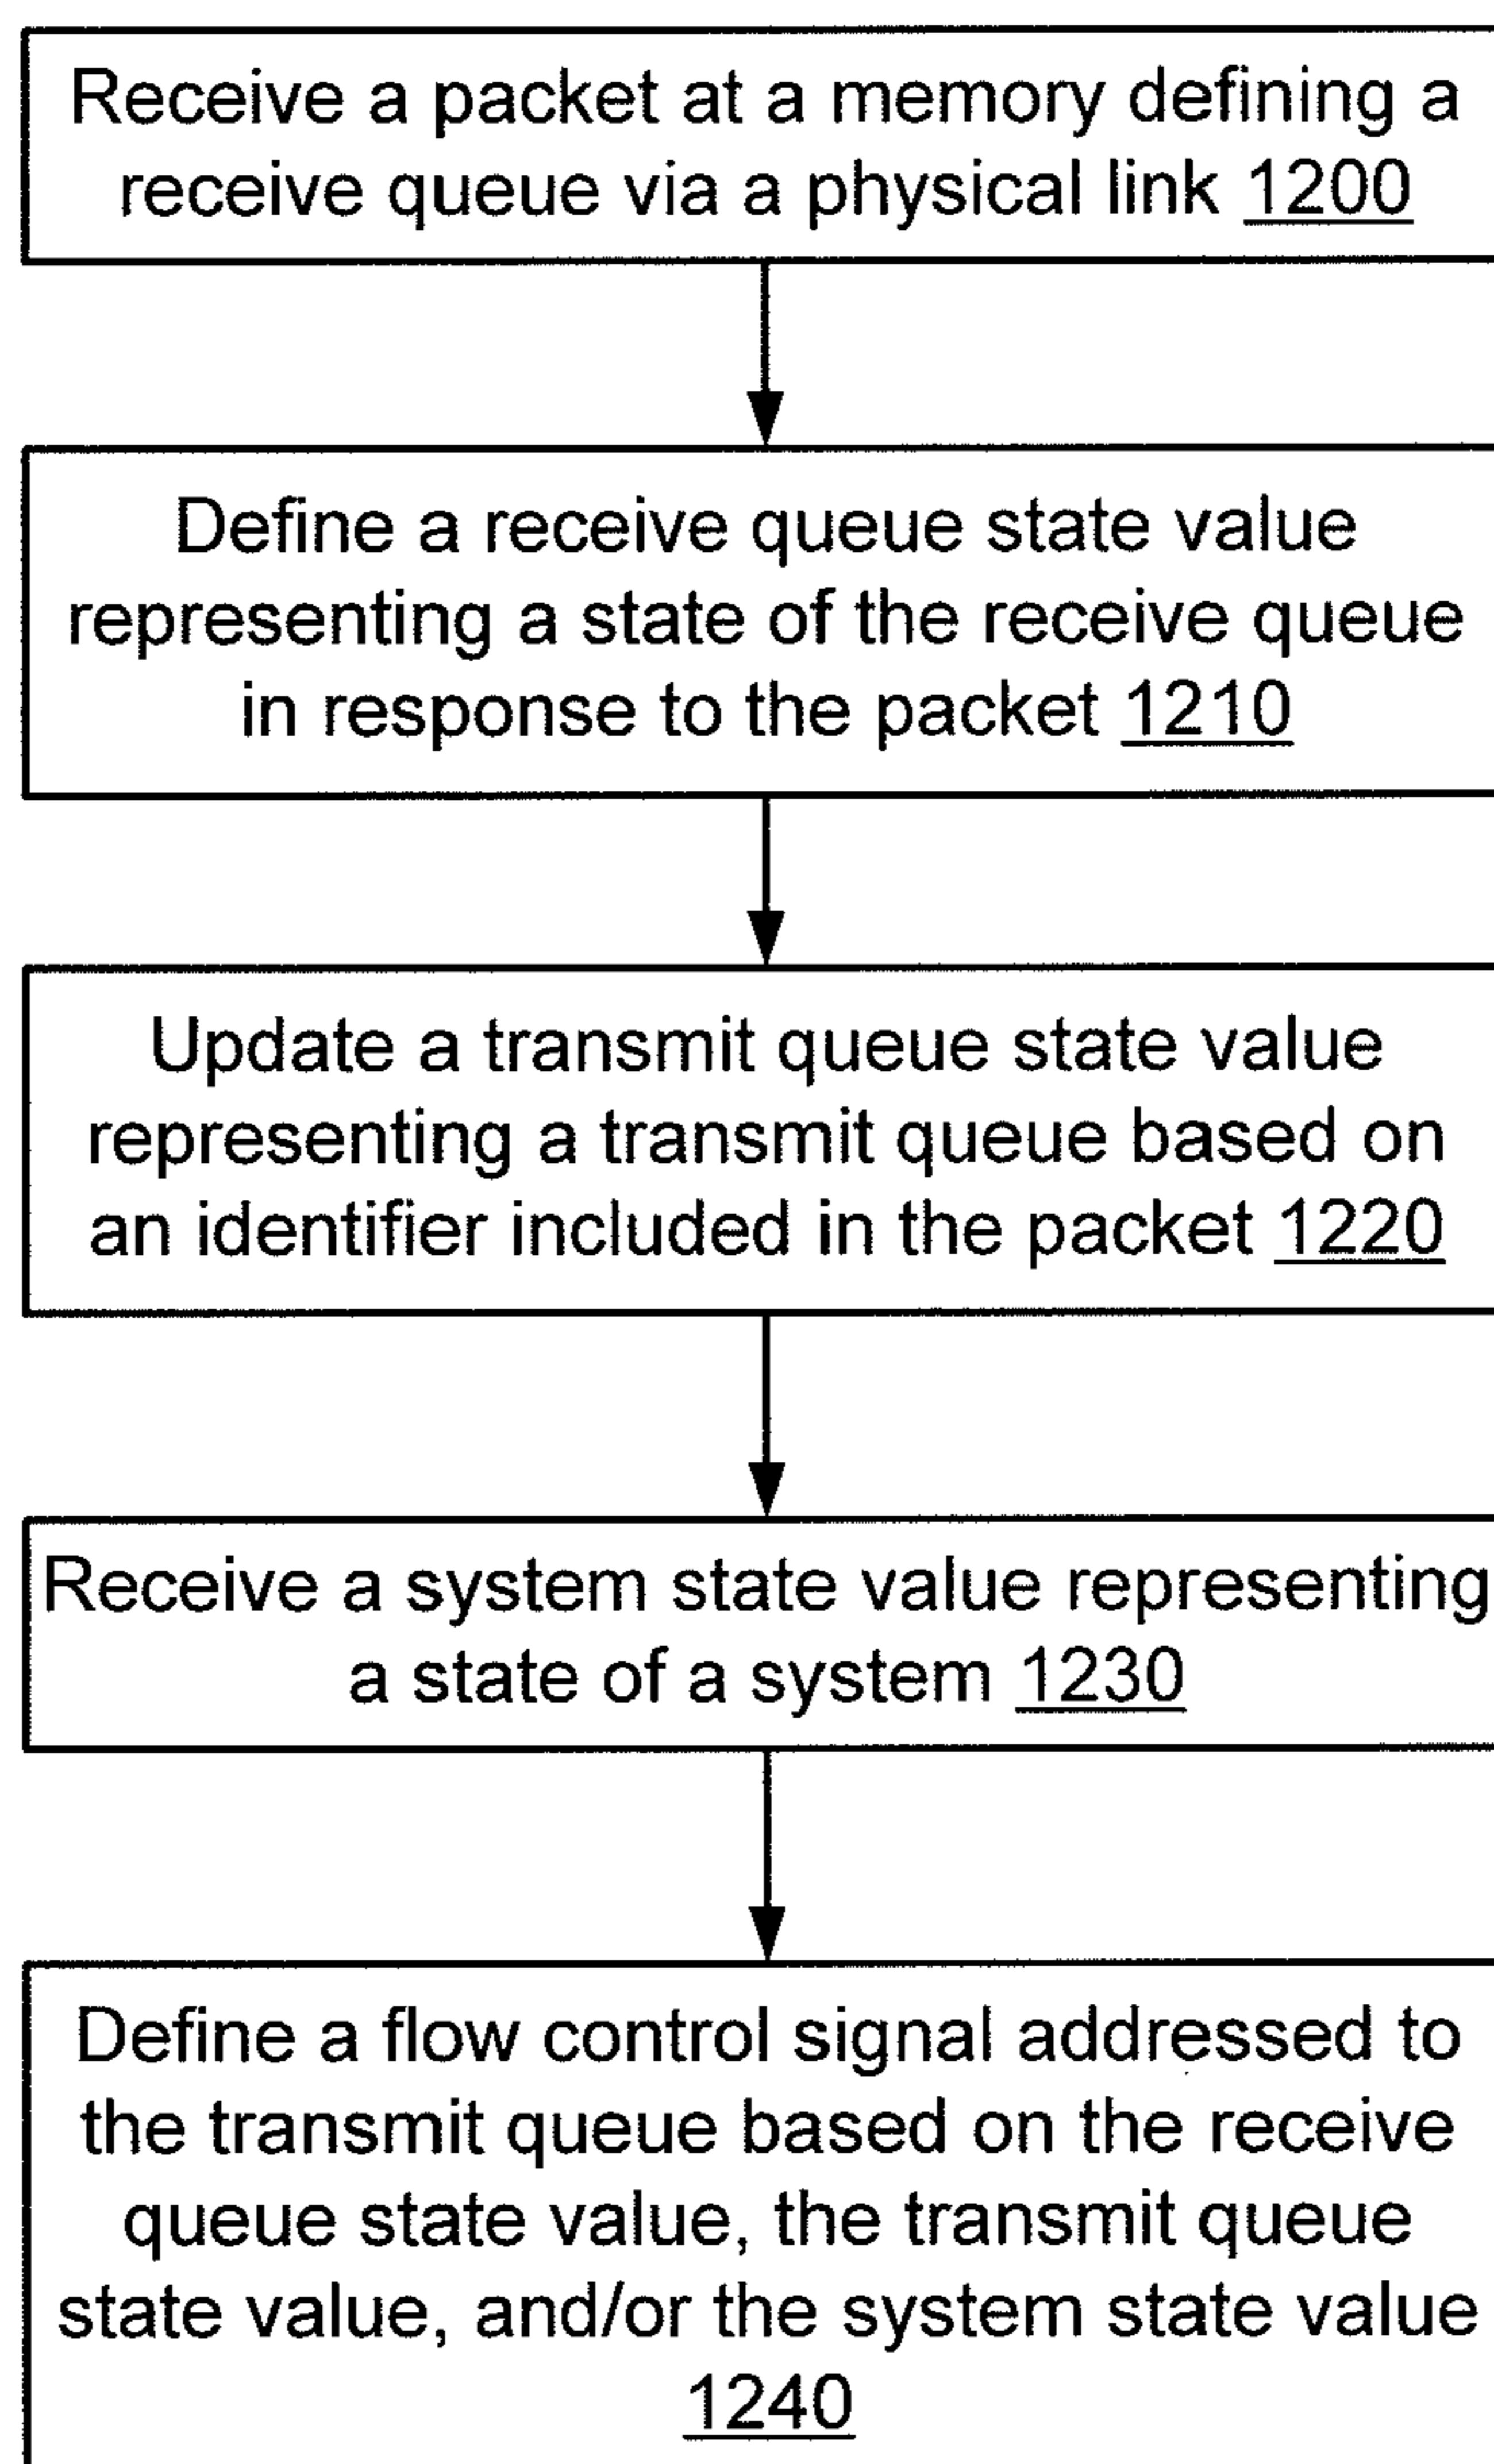 Receive a packet at a memory defining a
receive queue via a physical link 1200
Define a receive queue state value
representing a state of the receive queue
in response to the packet 1210
Update a transmit queue state value
representing a transmit queue based on
an identifier included in the packet 1220
Receive a system state value representing
a state of a system 1230
Define a flow control signal addressed to
the transmit queue based on the receive
queue state value, the transmit queue
state value, and/or the system state value
1240